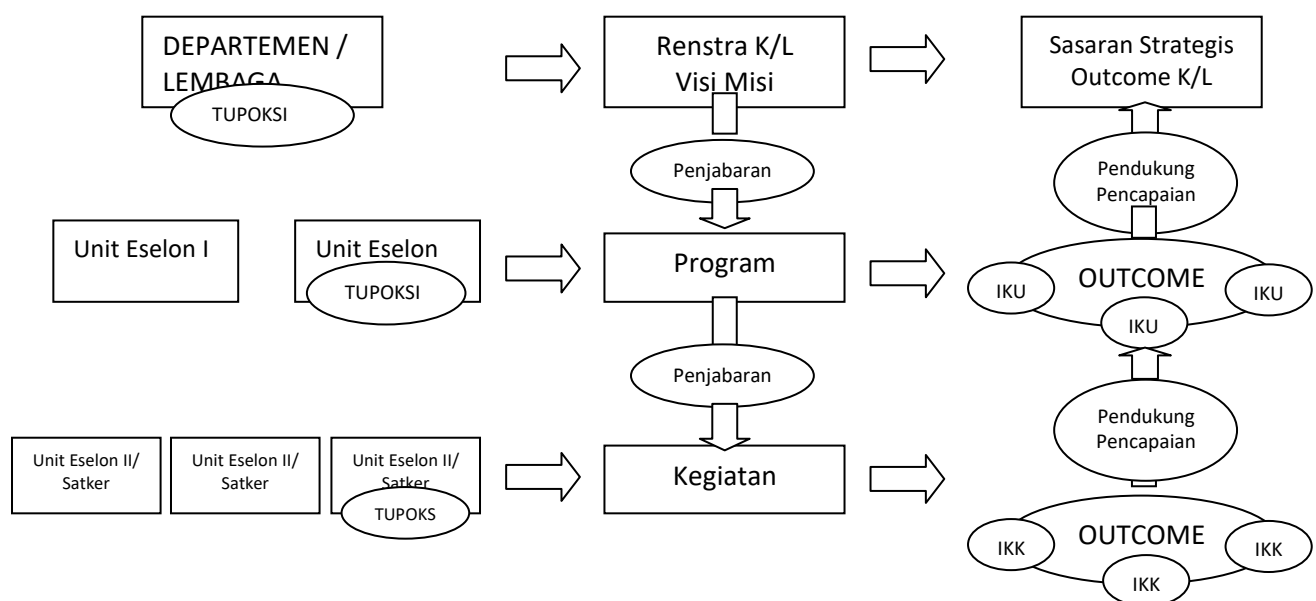 DEPARTEMEN /
LEMBAGA
TUPOKSI
Renstra K/L
Visi Misi
Sasaran Strategis
Outcome K/L
Penjabaran
Pendukung
Pencapaian
Unit Eselon I
Unit Eselon
TUPOKSI
Program
OUTCOME
IKU
IKU
IKU
Penjabaran
Pendukung
Pencapaian
Unit Eselon II/
Satker
Unit Eselon II/
Satker
Unit Eselon II/
Satker
TUPOKS
Kegiatan
OUTCOME
IKK
IKK
IKK